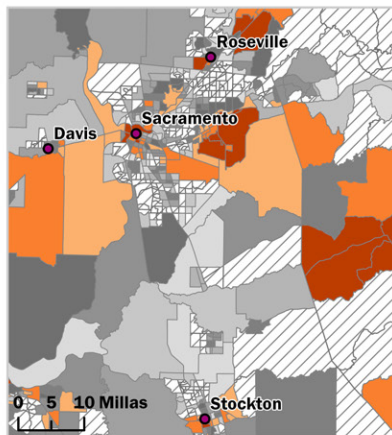 Roseville
Sacramento
Davis
0 5 10 Millas
Stockton